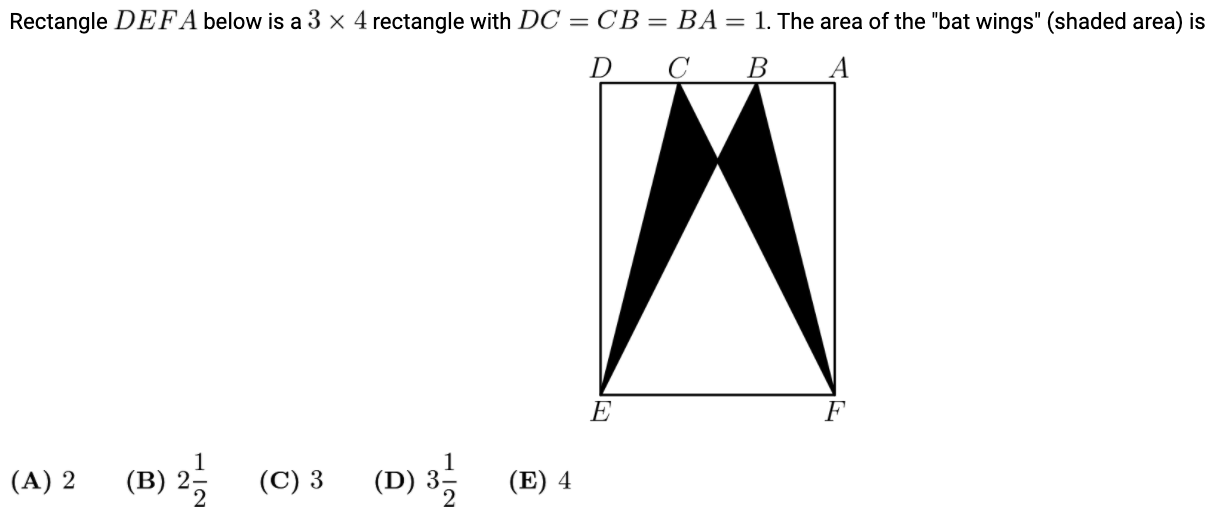 Rectangle DEFA below is a 3 × 4 rectangle with DC = CB = BA = 1. The area of the "bat wings" (shaded area) is
D C B A
E F
(A) 2 (B) 2 1/2 (C) 3 (D) 3 1/2 (E) 4